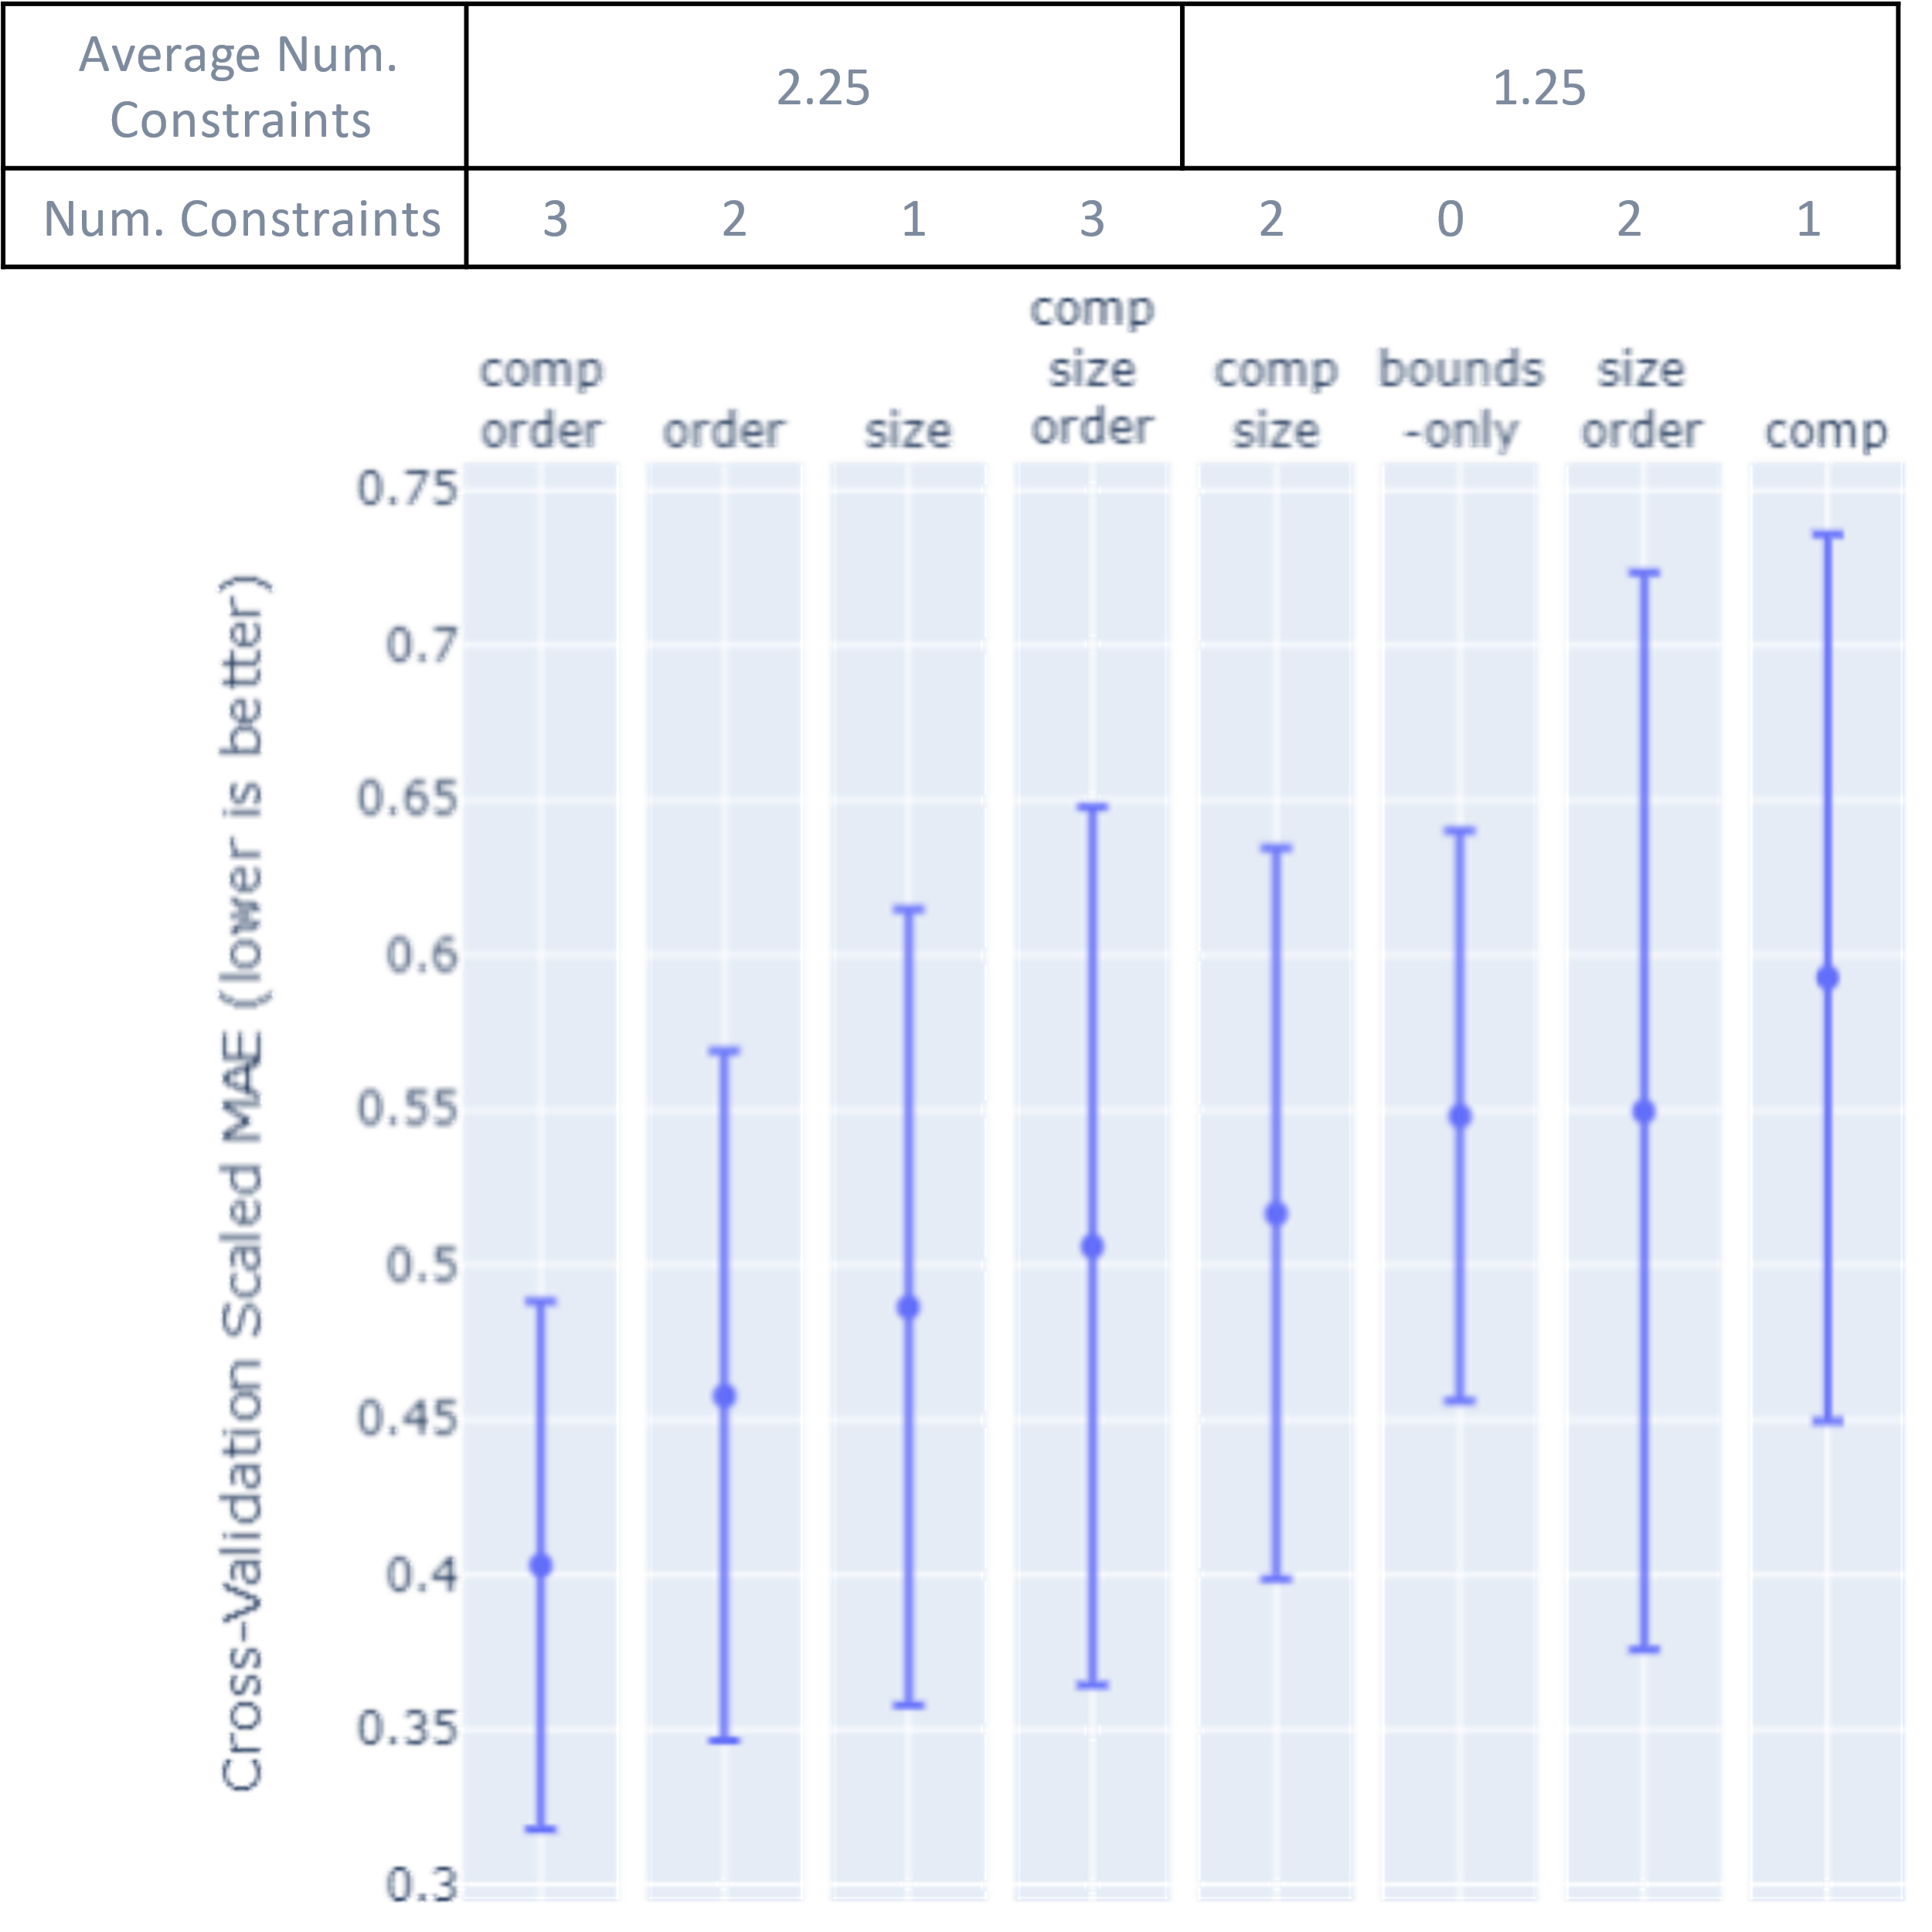 Average Num.
Constraints
2.25
1.25
Num. Constraints
3
2
1
3
2
0
2
1
comp
order
order
size
comp
size
order
comp
size
bounds
-only
size
order
comp
Cross-Validation Scaled MAE (lower is better)
0.75
0.7
0.65
0.6
0.55
0.5
0.45
0.4
0.35
0.3